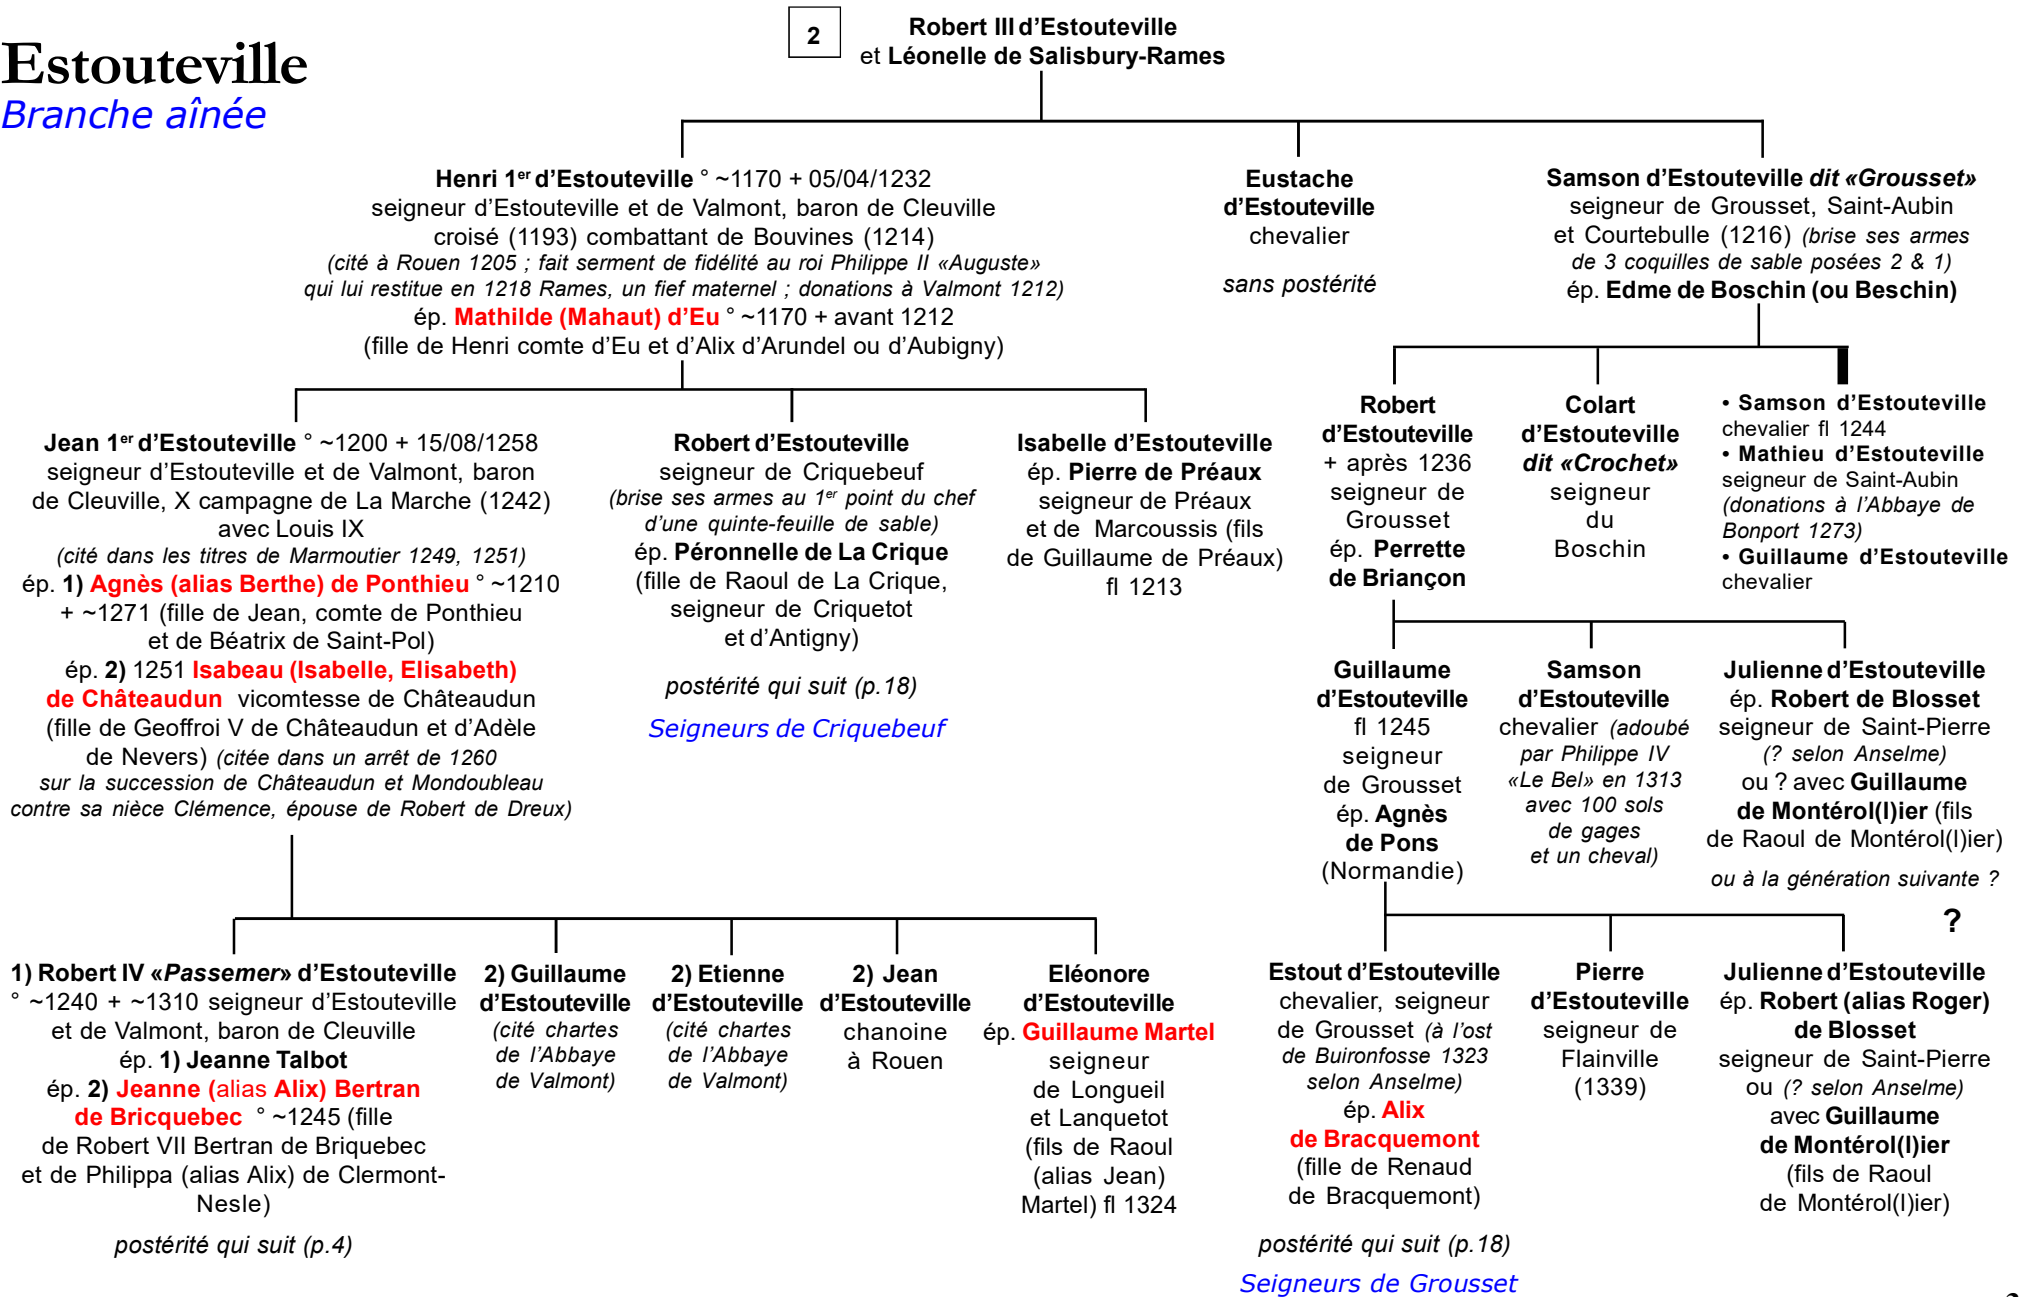 Estouteville
Branche aînée
2
Robert III d'Estouteville
et Léonelle de Salisbury-Rames
Henri 1er d'Estouteville ° ~1170 + 05/04/1232
seigneur d'Estouteville et de Valmont, baron de Cleuville
croisé (1193) combattant de Bouvines (1214)
(cité à Rouen 1205 ; fait serment de fidélité au roi Philippe II «Auguste»
qui lui restitue en 1218 Rames, un fief maternel ; donations à Valmont 1212)
ép. Mathilde (Mahaut) d'Eu ° ~1170 + avant 1212
(fille de Henri comte d'Eu et d'Alix d'Arundel ou d'Aubigny)
Eustache
d'Estouteville
chevalier
sans postérité
Samson d'Estouteville dit «Grousset»
seigneur de Grousset, Saint-Aubin
et Courtebulle (1216) (brise ses armes
de 3 coquilles de sable posées 2 & 1)
ép. Edme de Boschin (ou Beschin)
Jean 1er d'Estouteville ° ~1200 + 15/08/1258
seigneur d'Estouteville et de Valmont, baron
de Cleuville, X campagne de La Marche (1242)
avec Louis IX
(cité dans les titres de Marmoutier 1249, 1251)
ép. 1) Agnès (alias Berthe) de Ponthieu ° ~1210
+ ~1271 (fille de Jean, comte de Ponthieu
et de Béatrix de Saint-Pol)
ép. 2) 1251 Isabeau (Isabelle, Elisabeth)
de Châteaudun vicomtesse de Châteaudun
(fille de Geoffroi V de Châteaudun et d'Adèle
de Nevers) (citée dans un arrêt de 1260
sur la succession de Châteaudun et Mondoubleau
contre sa nièce Clémence, épouse de Robert de Dreux)
Robert d'Estouteville
seigneur de Criquebeuf
(brise ses armes au 1er point du chef
d'une quinte-feuille de sable)
ép. Péronnelle de La Crique
(fille de Raoul de La Crique,
seigneur de Criquetot
et d'Antigny)
postérité qui suit (p.18)
Seigneurs de Criquebeuf
Isabelle d'Estouteville
ép. Pierre de Préaux
seigneur de Préaux
et de Marcoussis (fils
de Guillaume de Préaux)
fl 1213
Robert
d'Estouteville
+ après 1236
seigneur de
Grousset
ép. Perrette
de Briançon
Colart
d'Estouteville
dit «Crochet»
seigneur
du
Boschin
• Samson d'Estouteville
chevalier fl 1244
• Mathieu d'Estouteville
seigneur de Saint-Aubin
(donations à l'Abbaye de
Bonport 1273)
• Guillaume d'Estouteville
chevalier
Guillaume
d'Estouteville
fl 1245
seigneur
de Grousset
ép. Agnès
de Pons
(Normandie)
Samson
d'Estouteville
chevalier (adoubé
par Philippe IV
«Le Bel» en 1313
avec 100 sols
de gages
et un cheval)
Julienne d'Estouteville
ép. Robert de Blosset
seigneur de Saint-Pierre
(? selon Anselme)
ou ? avec Guillaume
de Montérol(l)ier (fils
de Raoul de Montérol(l)ier)
ou à la génération suivante ?
?
1) Robert IV «Passemer» d'Estouteville
° ~1240 + ~1310 seigneur d'Estouteville
et de Valmont, baron de Cleuville
ép. 1) Jeanne Talbot
ép. 2) Jeanne (alias Alix) Bertran
de Bricquebec ° ~1245 (fille
de Robert VII Bertran de Briquebec
et de Philippa (alias Alix) de Clermont-
Nesle)
postérité qui suit (p.4)
2) Guillaume
d'Estouteville
(cité chartes
de l'Abbaye
de Valmont)
2) Etienne
d'Estouteville
(cité chartes
de l'Abbaye
de Valmont)
2) Jean
d'Estouteville
chanoine
à Rouen
Eléonore
d'Estouteville
ép. Guillaume Martel
seigneur
de Longueil
et Lanquetot
(fils de Raoul
(alias Jean)
Martel) fl 1324
Estout d'Estouteville
chevalier, seigneur
de Grousset (à l'ost
de Buironfosse 1323
selon Anselme)
ép. Alix
de Bracquemont
(fille de Renaud
de Bracquemont)
postérité qui suit (p.18)
Seigneurs de Grousset
Pierre
d'Estouteville
seigneur de
Flainville
(1339)
Julienne d'Estouteville
ép. Robert (alias Roger)
de Blosset
seigneur de Saint-Pierre
ou (? selon Anselme)
avec Guillaume
de Montérol(l)ier
(fils de Raoul
de Montérol(l)ier)